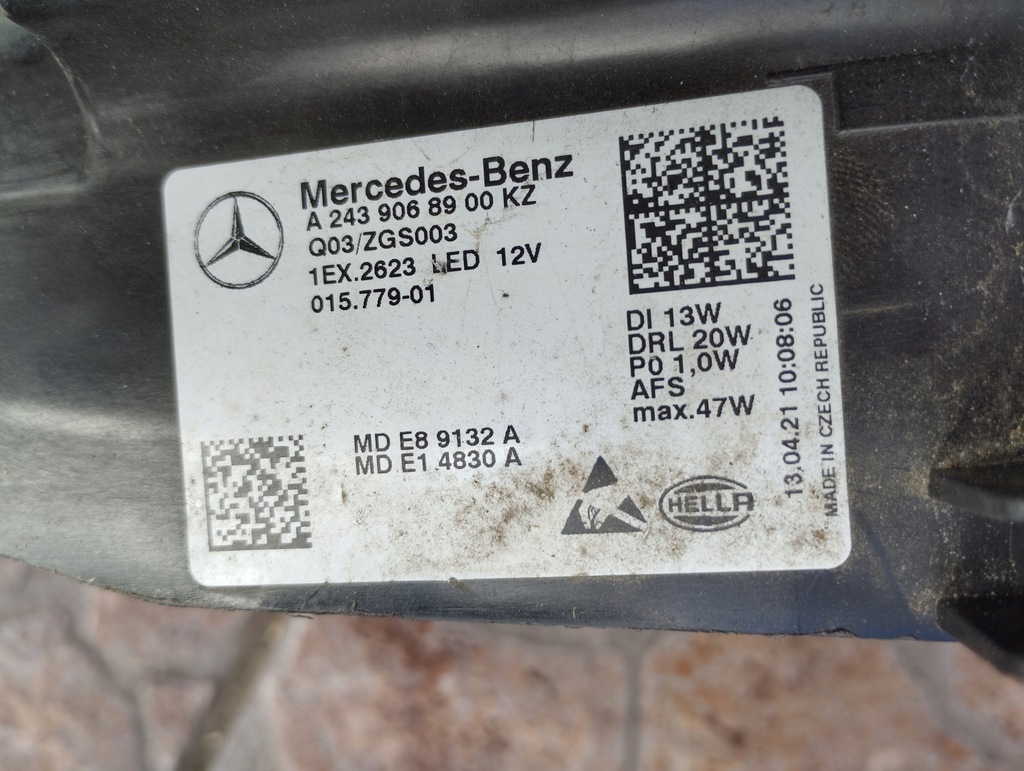 Mercedes-Benz
A 243 906 89 00 KZ
Q03/ZGS003
1EX.2623 LED 12V
015.779-01
DI 13W
DRL 20W
PO 1,0W
AFS
max.47W
13.04.21 10:08:06
MADE IN CZECH REPUBLIC
MD E8 9132 A
MD E1 4830 A
HELLA